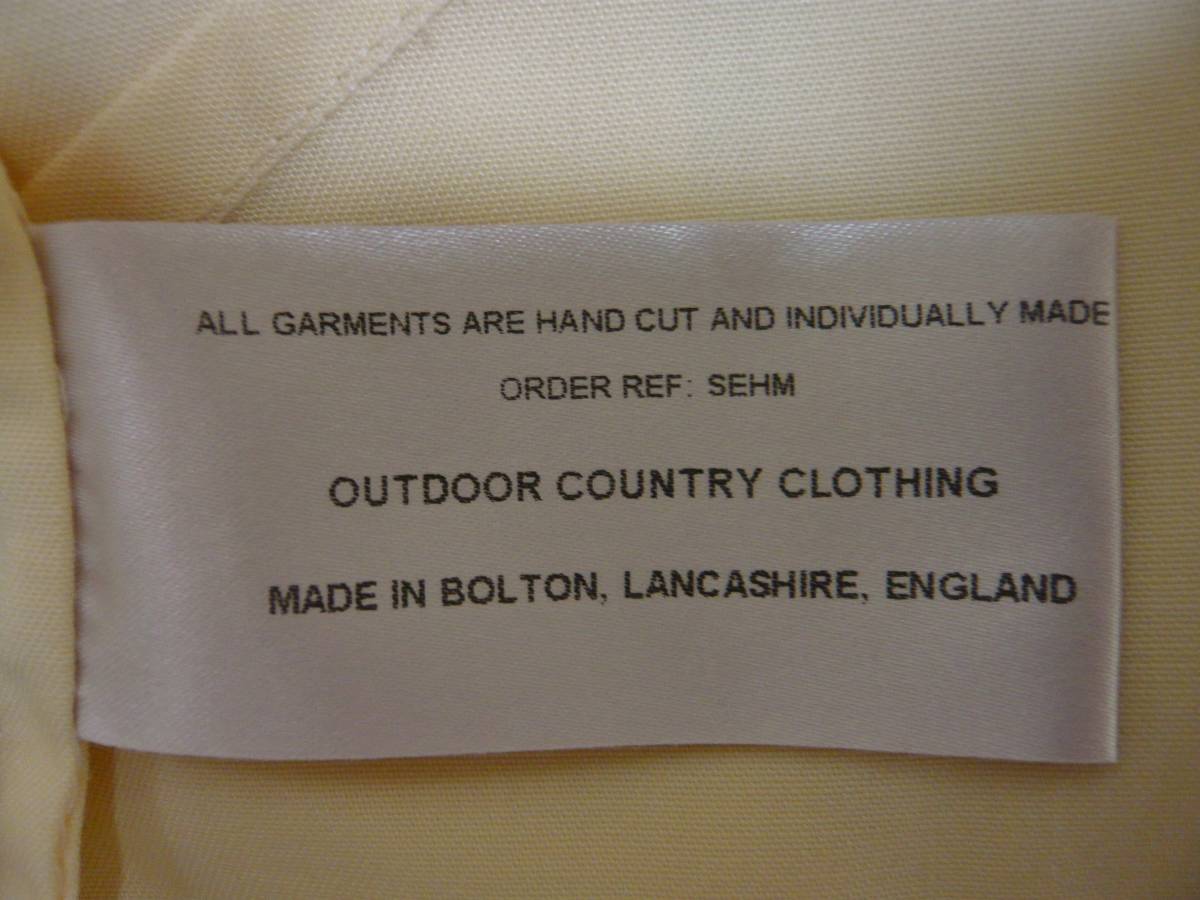 ALL GARMENTS ARE HAND CUT AND INDIVIDUALLY MADE
ORDER REF: SEHM
OUTDOOR COUNTRY CLOTHING
MADE IN BOLTON, LANCASHIRE, ENGLAND